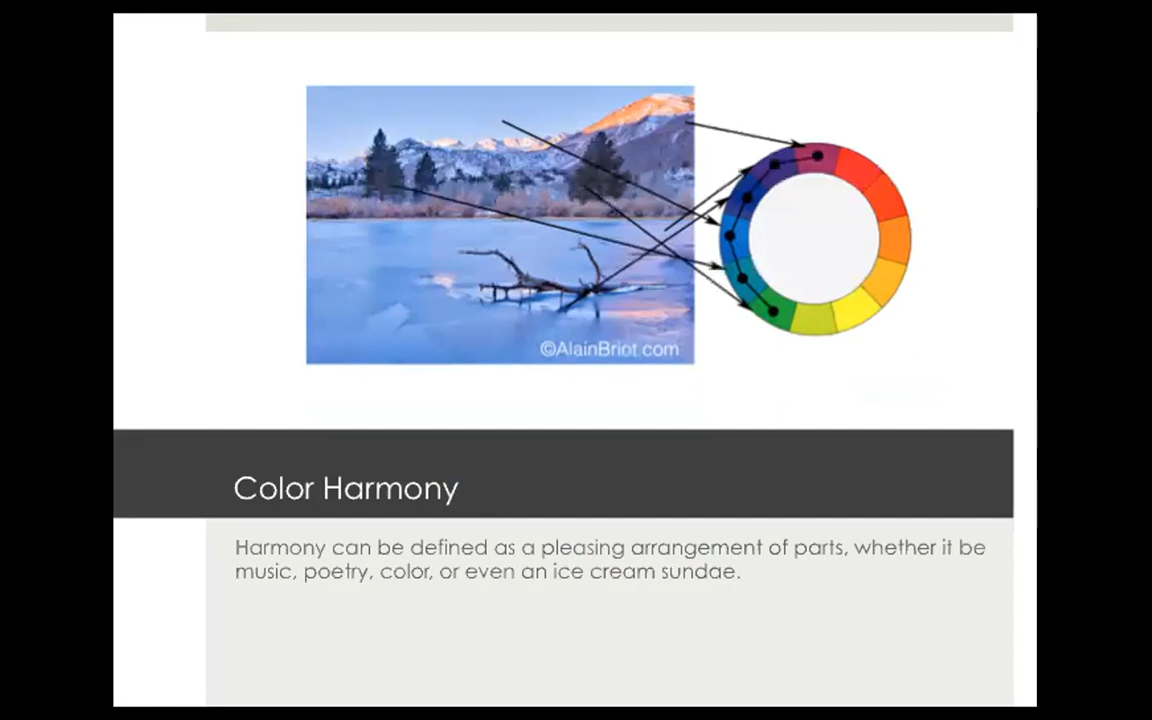 ©AlainBriot com
Color Harmony
Harmony can be defined as a pleasing arrangement of parts, whether it be
music, poetry, color, or even an ice cream sundae.